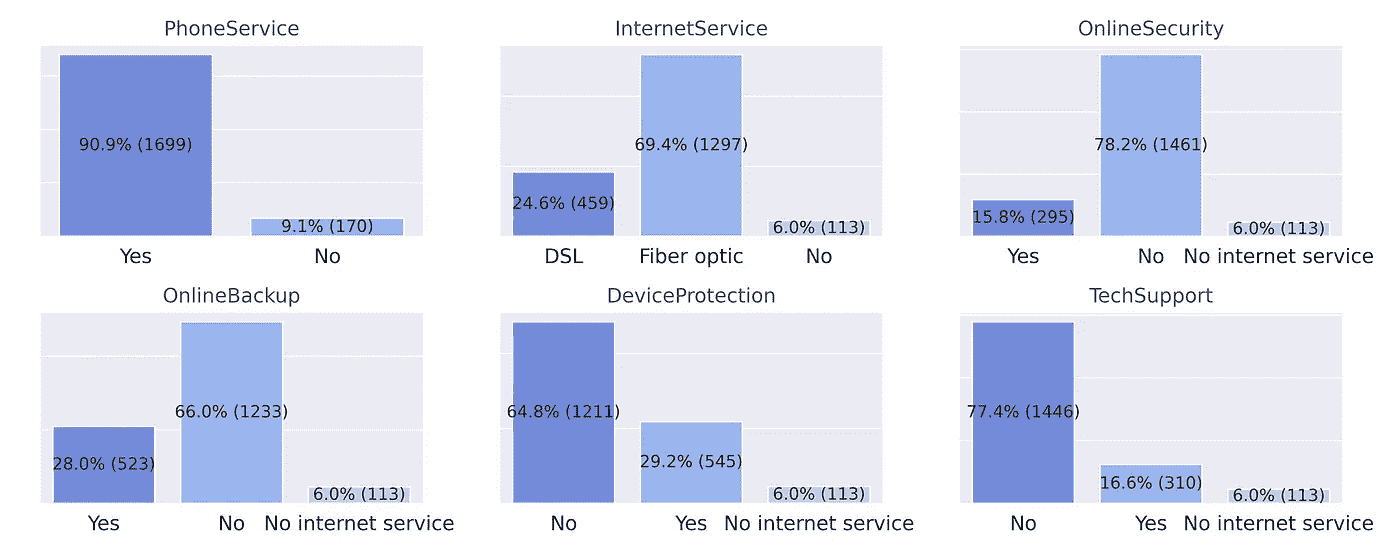 PhoneService
InternetService
OnlineSecurity
90.9% (1699)
9.1% (170)
24.6% (459)
69.4% (1297)
6.0% (113)
15.8% (295)
78.2% (1461)
6.0% (113)
Yes
No
DSL
Fiber optic
No
Yes
No
No internet service
OnlineBackup
DeviceProtection
TechSupport
28.0% (523)
66.0% (1233)
6.0% (113)
64.8% (1211)
29.2% (545)
6.0% (113)
77.4% (1446)
16.6% (310)
6.0% (113)
Yes
No
No internet service
No
Yes
No internet service
No
Yes
No internet service